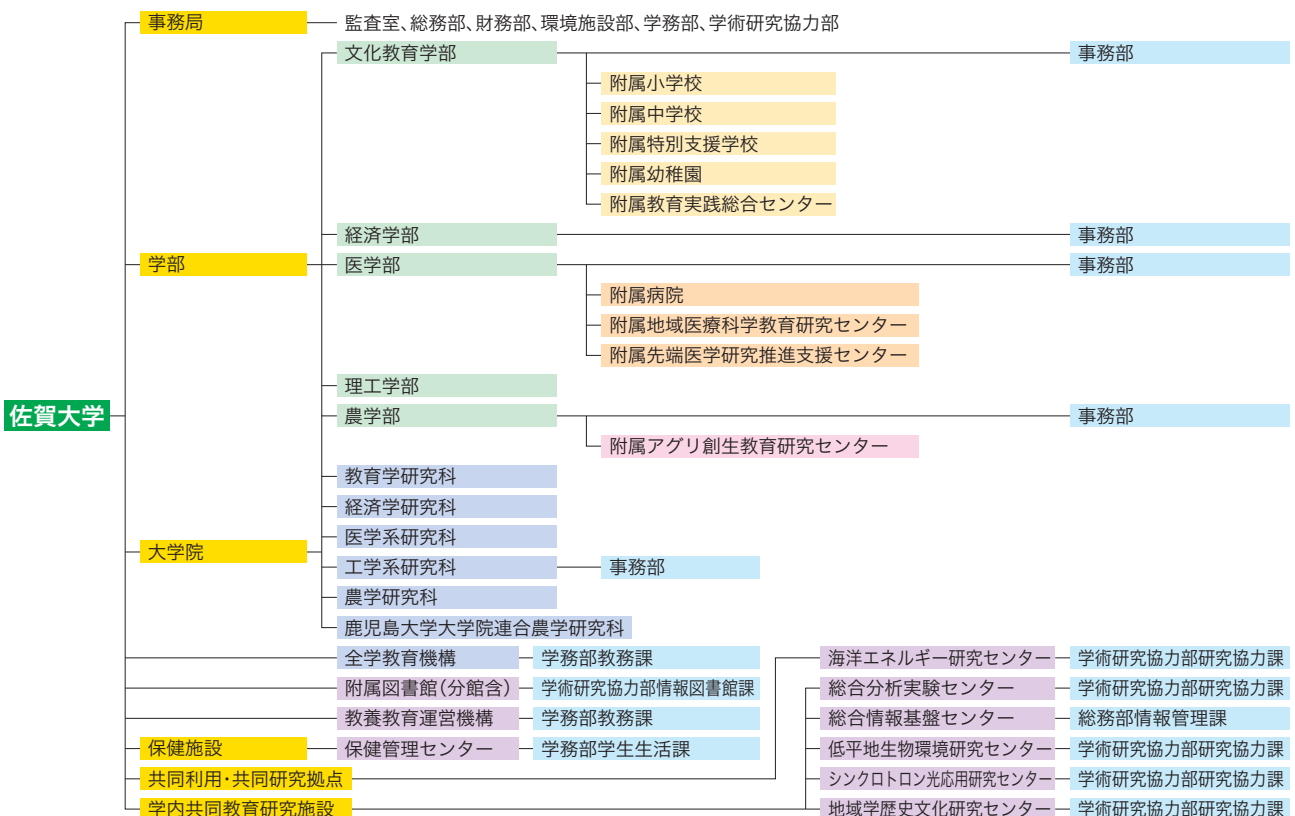 事務局 監査室、総務部、財務部、環境施設部、学務部、学術研究協力部
文化教育学部 事務部
附属小学校
附属中学校
附属特別支援学校
附属幼稚園
附属教育実践総合センター
経済学部 事務部
学部 医学部 事務部
附属病院
附属地域医療科学教育研究センター
附属先端医学研究推進支援センター
理工学部
佐賀大学 農学部 事務部
附属アグリ創生教育研究センター
教育学研究科
経済学研究科
医学系研究科
大学院
工学系研究科 事務部
農学研究科
鹿児島大学大学院連合農学研究科
全学教育機構 学務部教務課 海洋エネルギー研究センター 学術研究協力部研究協力課
附属図書館(分館含) 学術研究協力部情報図書館課 総合分析実験センター 学術研究協力部研究協力課
教養教育運営機構 学務部教務課 総合情報基盤センター 総務部情報管理課
保健施設 保健管理センター 学務部学生生活課 低平地生物環境研究センター 学術研究協力部研究協力課
共同利用・共同研究拠点 シンクロトロン光応用研究センター 学術研究協力部研究協力課
学内共同教育研究施設 地域学歴史文化研究センター 学術研究協力部研究協力課